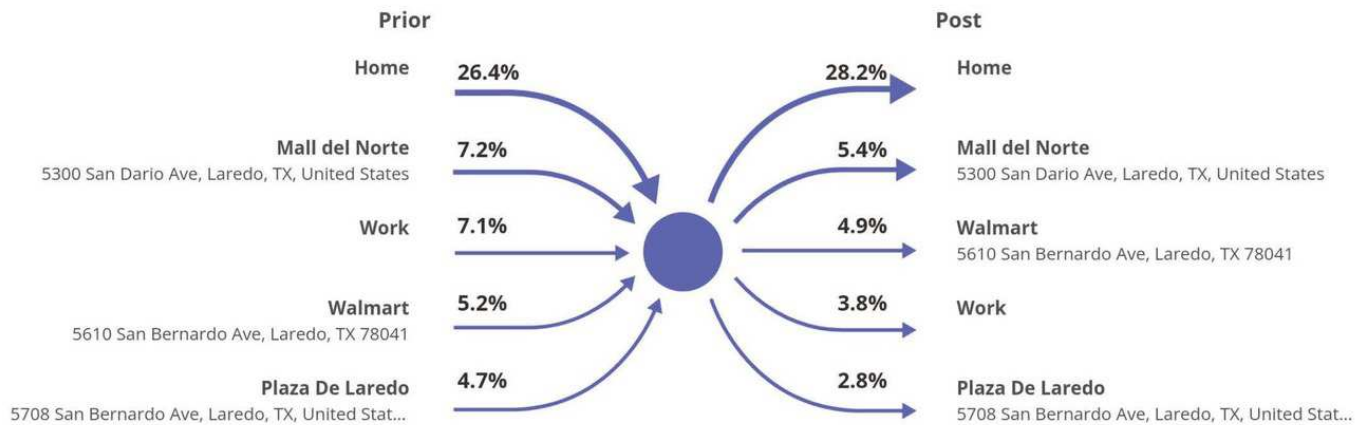 Prior
Home
26.4%
Mall del Norte
5300 San Dario Ave, Laredo, TX, United States
7.2%
Work
7.1%
Walmart
5610 San Bernardo Ave, Laredo, TX 78041
5.2%
Plaza De Laredo
5708 San Bernardo Ave, Laredo, TX, United Stat...
4.7%
Post
28.2%
Home
5.4%
Mall del Norte
5300 San Dario Ave, Laredo, TX, United States
4.9%
Walmart
5610 San Bernardo Ave, Laredo, TX 78041
3.8%
Work
2.8%
Plaza De Laredo
5708 San Bernardo Ave, Laredo, TX, United Stat...